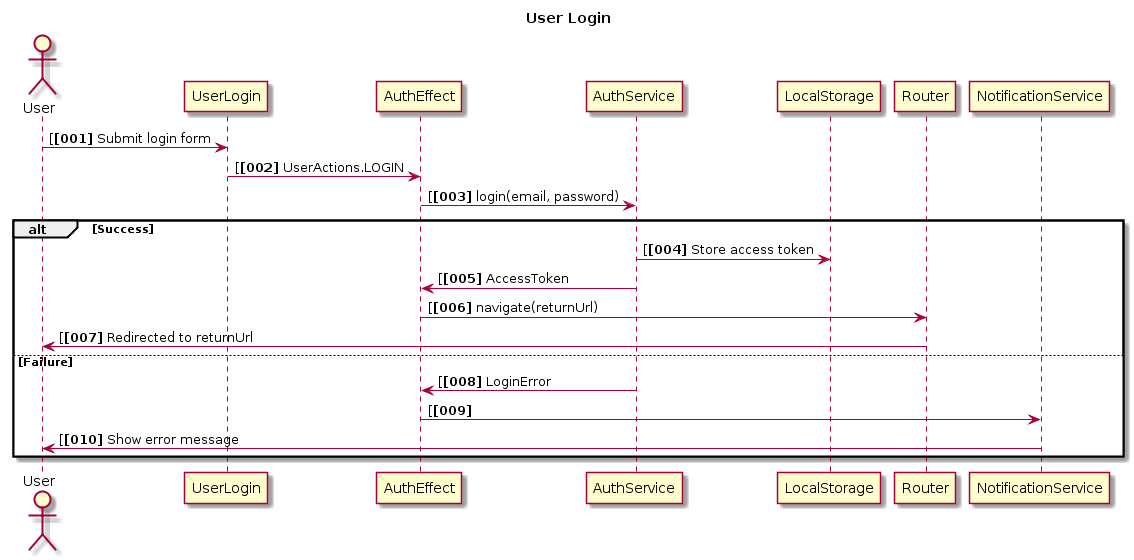 User Login
User
UserLogin
AuthEffect
AuthService
LocalStorage
Router
NotificationService
[[001] Submit login form
[[002] UserActions.LOGIN
[[003] login(email, password)
alt [Success]
[[004] Store access token
[[005] AccessToken
[[006] navigate(returnUrl)
[[007] Redirected to returnUrl
[Failure]
[[008] LoginError
[[009]
[[010] Show error message
User
UserLogin
AuthEffect
AuthService
LocalStorage
Router
NotificationService